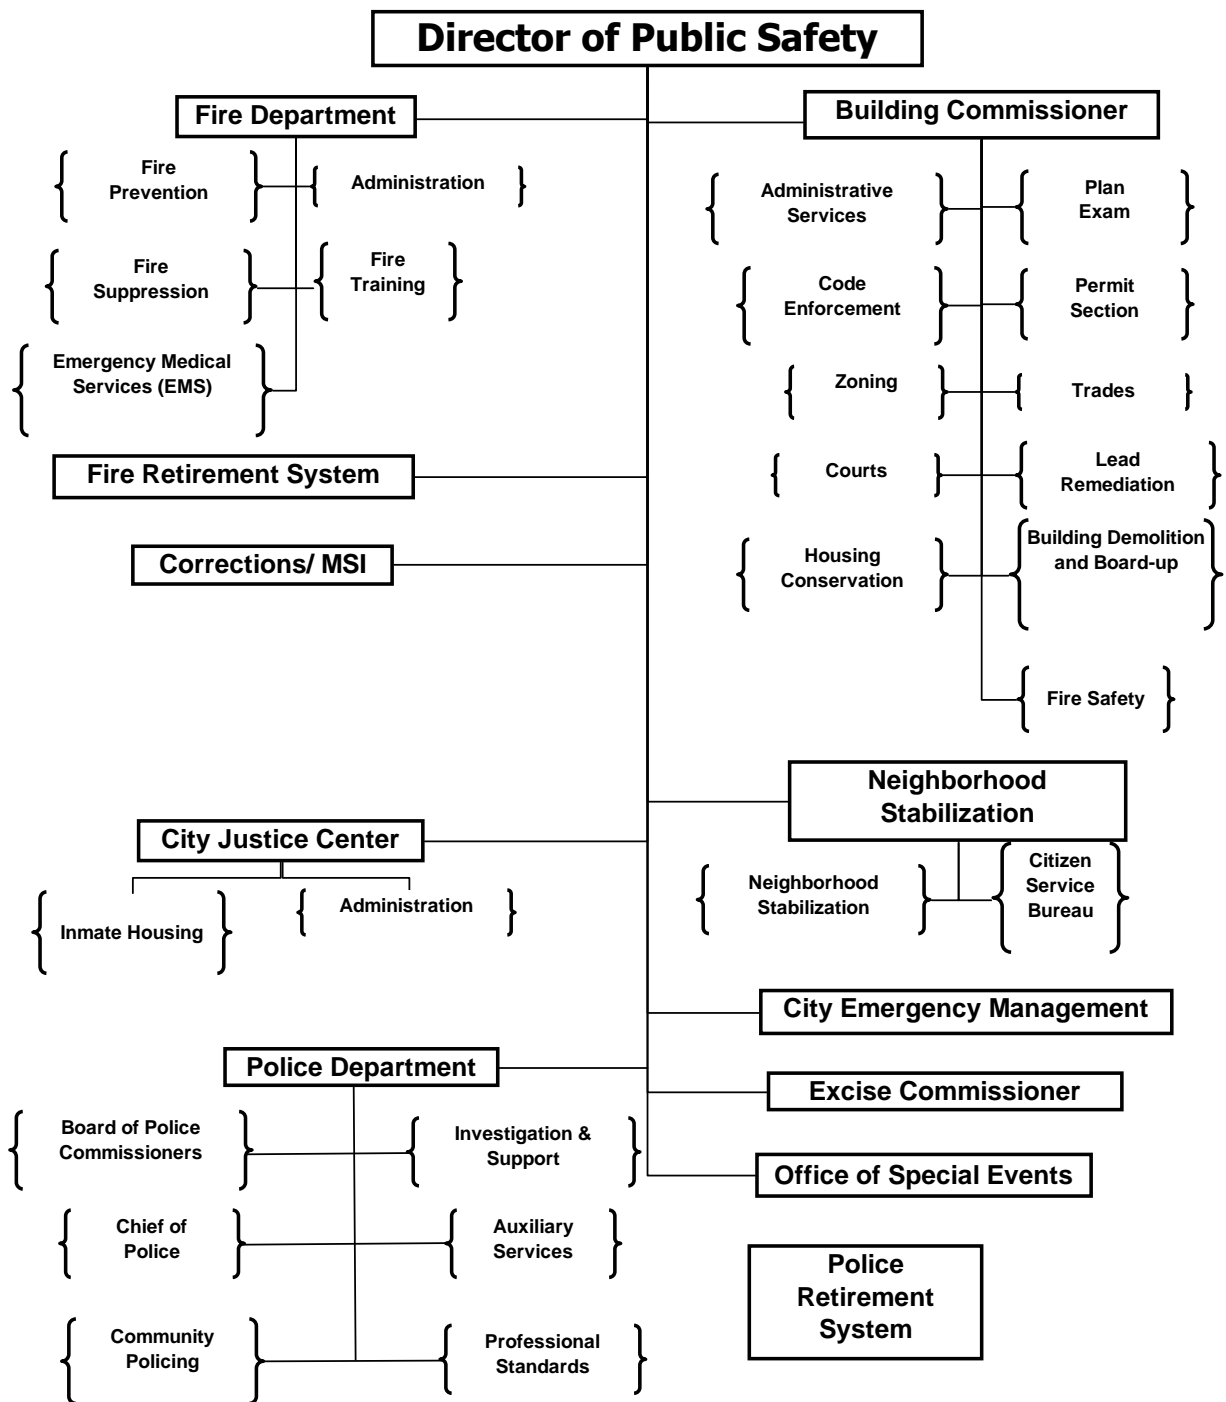 Director of Public Safety
Fire Department
Building Commissioner
Fire
Prevention
Administration
Fire
Suppression
Fire
Training
Emergency Medical
Services (EMS)
Administrative
Services
Plan
Exam
Code
Enforcement
Permit
Section
Zoning
Trades
Courts
Lead
Remediation
Housing
Conservation
Building Demolition
and Board-up
Fire Safety
Fire Retirement System
Corrections/ MSI
City Justice Center
Inmate Housing
Administration
Neighborhood
Stabilization
Neighborhood
Stabilization
Citizen
Service
Bureau
City Emergency Management
Police Department
Excise Commissioner
Board of Police
Commissioners
Investigation &
Support
Office of Special Events
Chief of
Police
Auxiliary
Services
Community
Policing
Professional
Standards
Police
Retirement
System